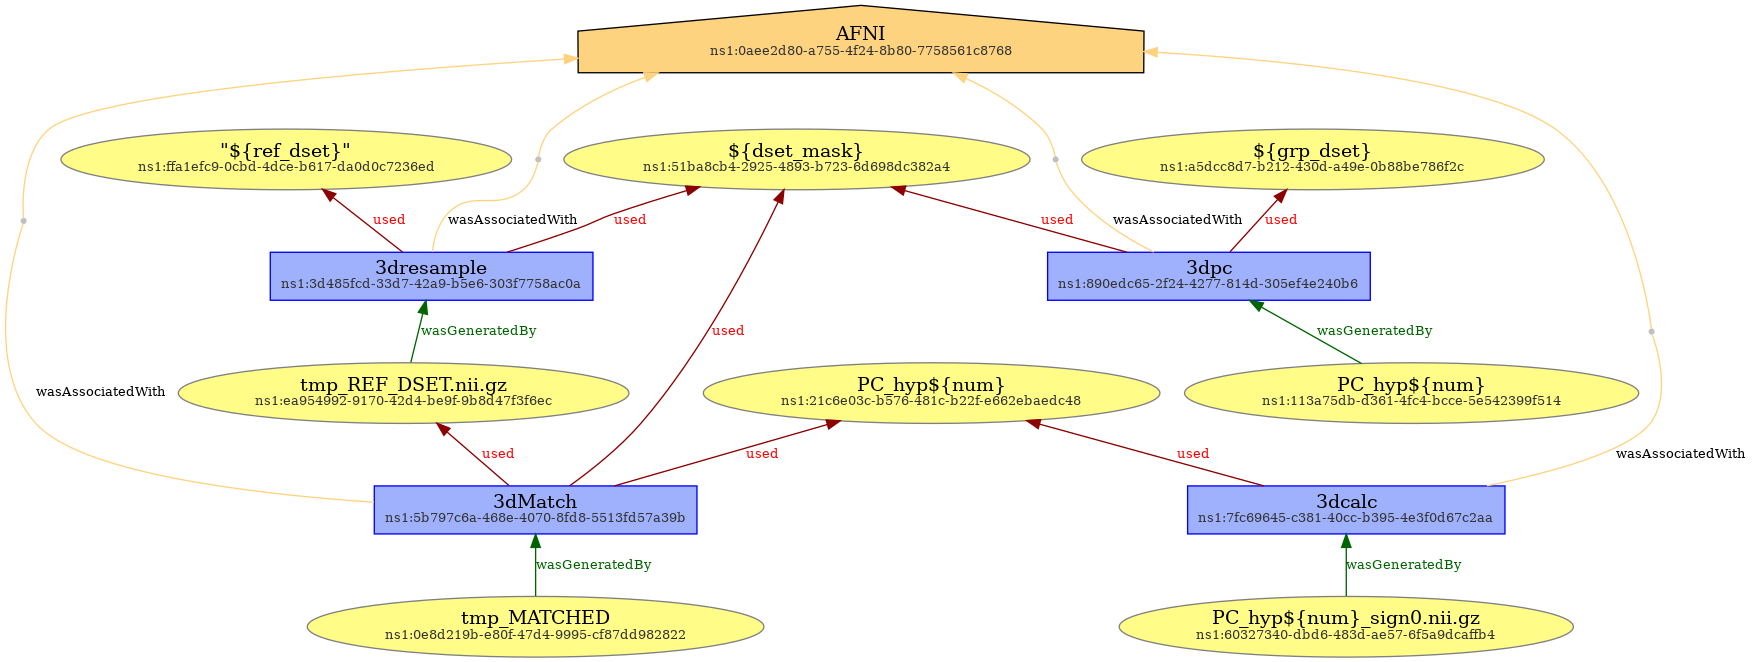 AFNI
ns1:0aee2d80-a755-4f24-8b80-7758561c8768
"${ref_dset}"
ns1:ffa1efc9-0cbd-4dce-b617-da0d0c7236ed
${dset_mask}
ns1:51ba8cb4-2925-4893-b723-6d698dc382a4
${grp_dset}
ns1:a5dcc8d7-b212-430d-a49e-0b88be786f2c
used
wasAssociatedWith
used
used
wasAssociatedWith
used
3dresample
ns1:3d485fcd-33d7-42a9-b5e6-303f7758ac0a
3dpc
ns1:890edc65-2f24-4277-814d-305ef4e240b6
wasGeneratedBy
used
wasGeneratedBy
wasAssociatedWith
tmp_REF_DSET.nii.gz
ns1:ea954992-9170-42d4-be9f-9b8d47f3f6ec
PC_hyp${num}
ns1:21c6e03c-b576-481c-b22f-e662ebaedc48
PC_hyp${num}
ns1:113a75db-d361-4fc4-bcce-5e542399f514
used
used
used
wasAssociatedWith
3dMatch
ns1:5b797c6a-468e-4070-8fd8-5513fd57a39b
3dcalc
ns1:7fc69645-c381-40cc-b395-4e3f0d67c2aa
wasGeneratedBy
wasGeneratedBy
tmp_MATCHED
ns1:0e8d219b-e80f-47d4-9995-cf87dd982822
PC_hyp${num}_sign0.nii.gz
ns1:60327340-dbd6-483d-ae57-6f5a9dcaffb4